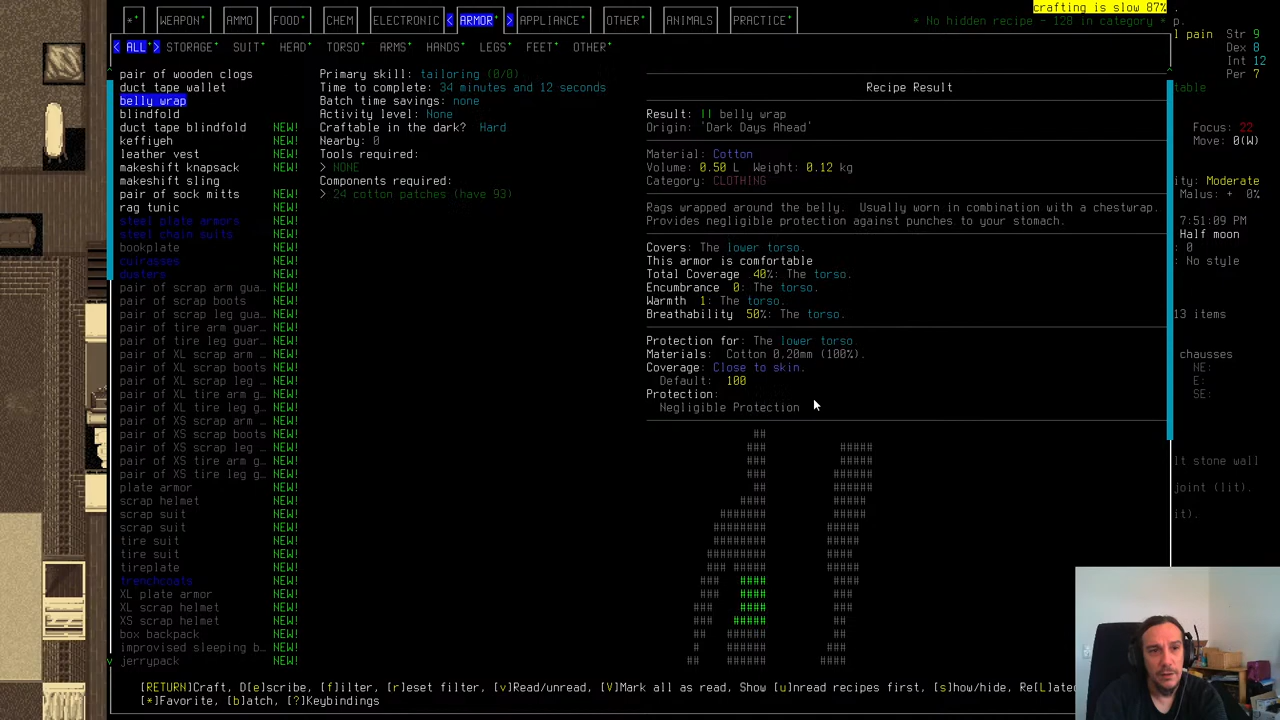 crafting is slow 87%
** WEAPON* AMMO FOOD* CHEM ELECTRONIC < ARMOR* > APPLIANCE* OTHER* ANIMALS PRACTICE*
* No hidden recipe - 128 in category *
< ALL* > STORAGE* SUIT* HEAD* TORSO* ARMS* HANDS* LEGS* FEET* OTHER*
pair of wooden clogs
duct tape wallet
belly wrap
blindfold
duct tape blindfold NEW!
keffiyeh NEW!
leather vest NEW!
makeshift knapsack NEW!
makeshift sling
pair of sock mitts NEW!
rag tunic NEW!
steel plate armors NEW!
steel chain suits NEW!
bookplate NEW!
cuirasses NEW!
dusters NEW!
pair of scrap arm gua… NEW!
pair of scrap boots NEW!
pair of scrap leg gua… NEW!
pair of tire arm guar… NEW!
pair of tire leg guar… NEW!
pair of XL scrap arm … NEW!
pair of XL scrap boots NEW!
pair of XL scrap leg … NEW!
pair of XL tire arm g… NEW!
pair of XL tire leg g… NEW!
pair of XS scrap arm … NEW!
pair of XS scrap boots NEW!
pair of XS scrap leg … NEW!
pair of XS tire arm g… NEW!
pair of XS tire leg g… NEW!
plate armor NEW!
scrap helmet NEW!
scrap suit NEW!
scrap suit NEW!
tire suit NEW!
tire suit NEW!
tireplate NEW!
trenchcoats NEW!
XL plate armor NEW!
XL scrap helmet NEW!
XS scrap helmet NEW!
box backpack NEW!
improvised sleeping b… NEW!
jerrypack NEW!
Primary skill: tailoring (0/0)
Time to complete: 34 minutes and 12 seconds
Batch time savings: none
Activity level: None
Craftable in the dark? Hard
Nearby: 0
Tools required:
> NONE
Components required:
> 24 cotton patches (have 93)
Recipe Result
Result: || belly wrap
Origin: 'Dark Days Ahead'
Material: Cotton
Volume: 0.50 L Weight: 0.12 kg
Category: CLOTHING
Rags wrapped around the belly. Usually worn in combination with a chestwrap.
Provides negligible protection against punches to your stomach.
Covers: The lower torso.
This armor is comfortable
Total Coverage 40%: The torso.
Encumbrance 0: The torso.
Warmth 1: The torso.
Breathability 50%: The torso.
Protection for: The lower torso
Materials: Cotton 0.20mm (100%).
Coverage: Close to skin.
Default: 100
Protection:
Negligible Protection
p.
l pain Str 9
Dex 8
Int 12
Per 7
table
Focus: 22
Move: 0(W)
ity: Moderate
Malus: + 0%
7:51:09 PM
Half moon
: 0
: No style
13 items
chausses
NE:
E:
SE:
lt stone wall
joint (lit).
it).
[RETURN]Craft, D[e]scribe, [f]ilter, [r]eset filter, [v]Read/unread, [V]Mark all as read, Show [u]nread recipes first, [s]how/hide, Re[L]ated
[*]Favorite, [b]atch, [?]Keybindings